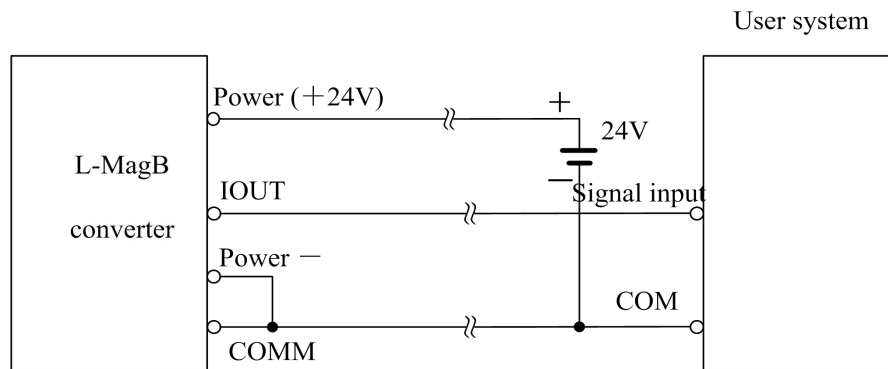 User system
Power (＋24V)
+
24V
L-MagB
IOUT
−
Signal input
converter
Power －
COM
COMM